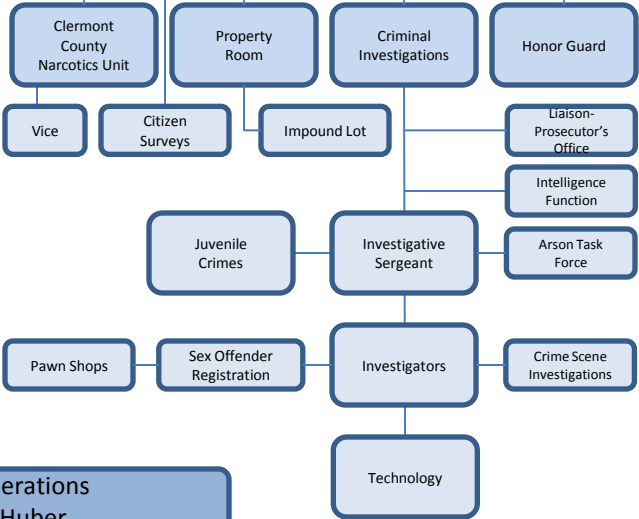 Clermont
County
Narcotics Unit
Property
Room
Criminal
Investigations
Honor Guard
Vice
Citizen
Surveys
Impound Lot
Liaison-
Prosecutor's
Office
Intelligence
Function
Juvenile
Crimes
Investigative
Sergeant
Arson Task
Force
Pawn Shops
Sex Offender
Registration
Investigators
Crime Scene
Investigations
Technology
erations
Huber